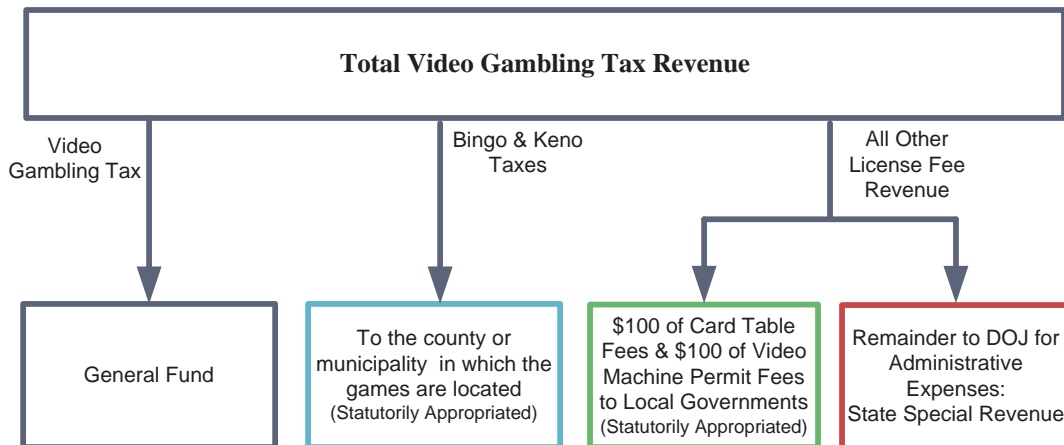 Total Video Gambling Tax Revenue
Video
Gambling Tax
Bingo & Keno
Taxes
All Other
License Fee
Revenue
General Fund
To the county or
municipality in which the
games are located
(Statutorily Appropriated)
$100 of Card Table
Fees & $100 of Video
Machine Permit Fees
to Local Governments
(Statutorily Appropriated)
Remainder to DOJ for
Administrative
Expenses:
State Special Revenue